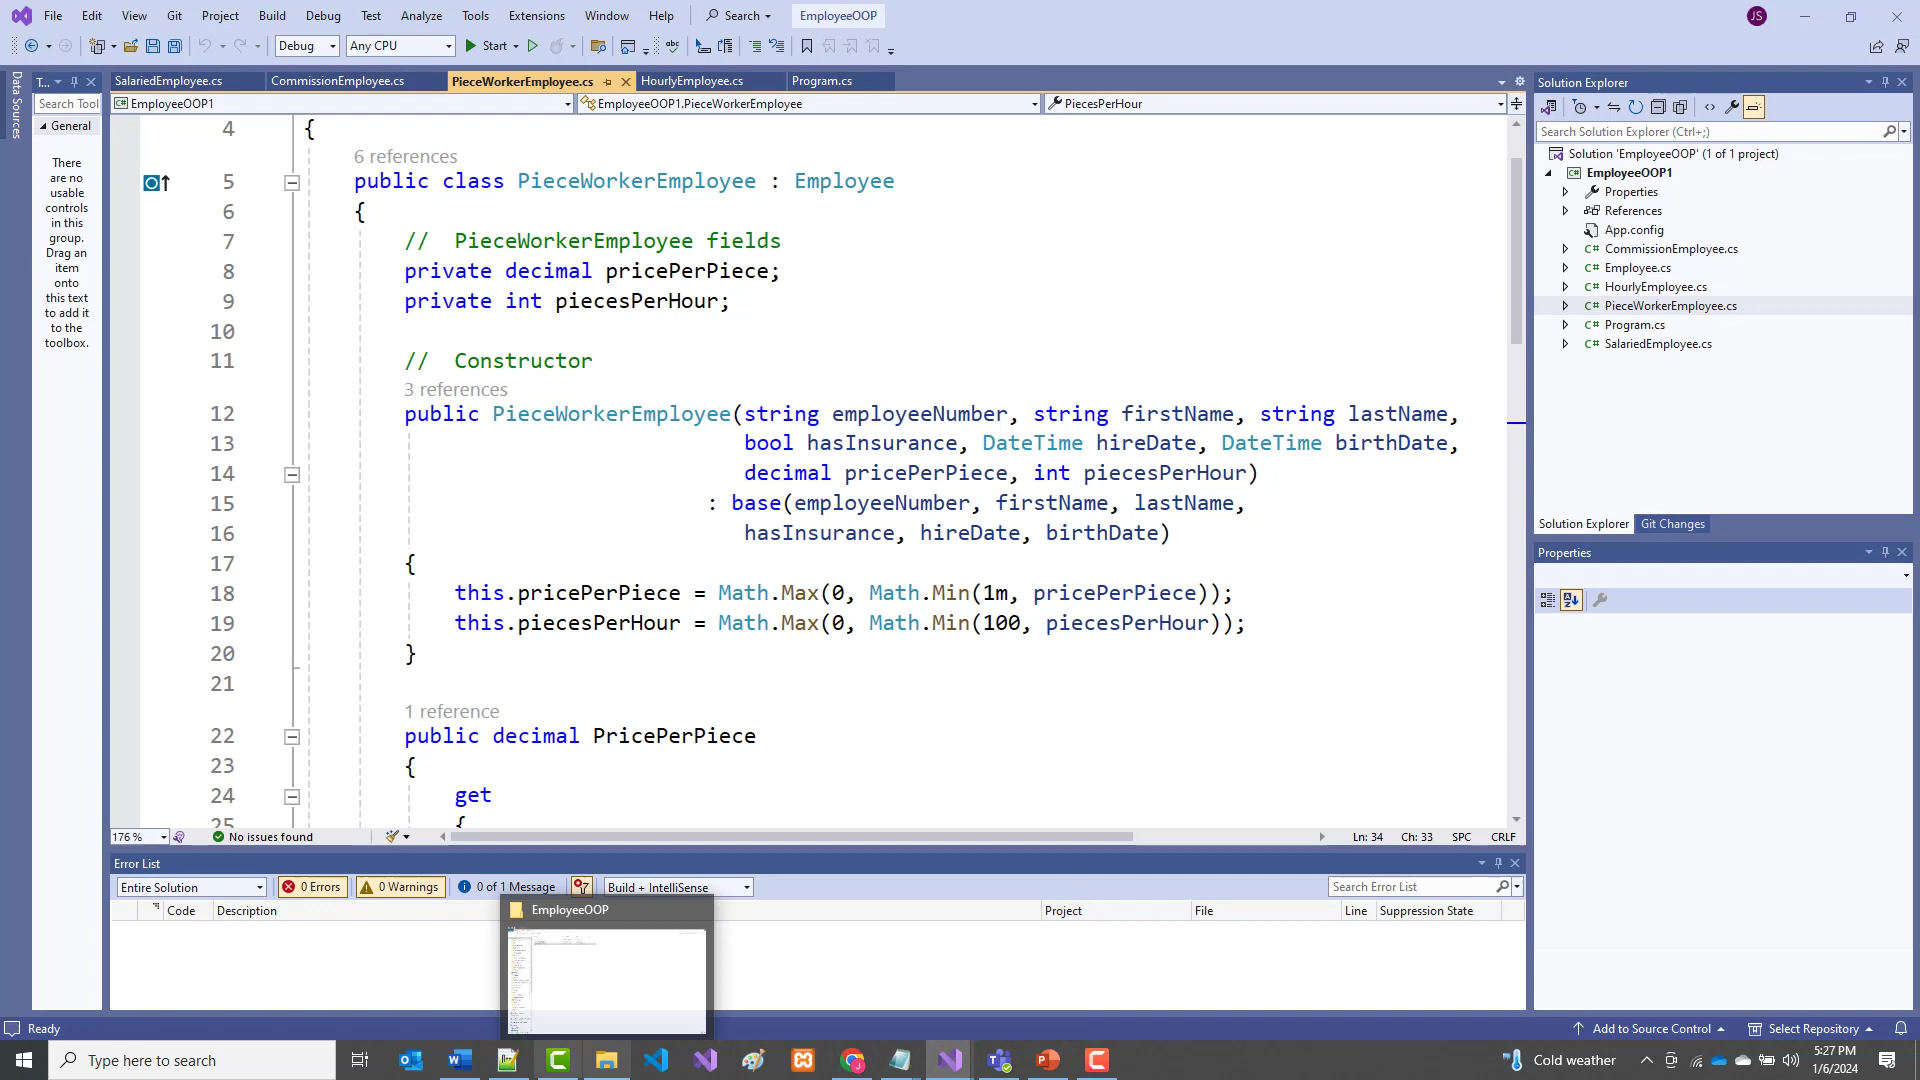 File Edit View Git Project Build Debug Test Analyze Tools Extensions Window Help Search EmployeeOOP JS
Debug Any CPU Start
Data Sources
T...
Search Tool
General
There
are no
usable
controls
in this
group.
Drag an
item
onto
this text
to add it
to the
toolbox.
SalariedEmployee.cs CommissionEmployee.cs PieceWorkerEmployee.cs HourlyEmployee.cs Program.cs
EmployeeOOP1 EmployeeOOP1.PieceWorkerEmployee PiecesPerHour
4 {
6 references
5 public class PieceWorkerEmployee : Employee
6 {
7 // PieceWorkerEmployee fields
8 private decimal pricePerPiece;
9 private int piecesPerHour;
10
11 // Constructor
3 references
12 public PieceWorkerEmployee(string employeeNumber, string firstName, string lastName,
13 bool hasInsurance, DateTime hireDate, DateTime birthDate,
14 decimal pricePerPiece, int piecesPerHour)
15 : base(employeeNumber, firstName, lastName,
16 hasInsurance, hireDate, birthDate)
17 {
18 this.pricePerPiece = Math.Max(0, Math.Min(1m, pricePerPiece));
19 this.piecesPerHour = Math.Max(0, Math.Min(100, piecesPerHour));
20 }
21
1 reference
22 public decimal PricePerPiece
23 {
24 get
25 {
176 % No issues found Ln: 34 Ch: 33 SPC CRLF
Error List
Entire Solution 0 Errors 0 Warnings 0 of 1 Message Build + IntelliSense Search Error List
Code Description Project File Line Suppression State
EmployeeOOP
Solution Explorer
Search Solution Explorer (Ctrl+;)
Solution 'EmployeeOOP' (1 of 1 project)
EmployeeOOP1
Properties
References
App.config
C# CommissionEmployee.cs
C# Employee.cs
C# HourlyEmployee.cs
C# PieceWorkerEmployee.cs
C# Program.cs
C# SalariedEmployee.cs
Solution Explorer Git Changes
Properties
Ready Add to Source Control Select Repository
Type here to search Cold weather 5:27 PM
1/6/2024